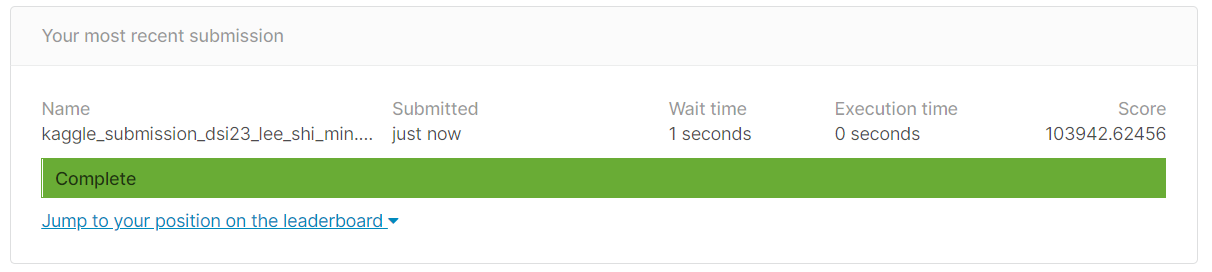 Your most recent submission
Name Submitted Wait time Execution time Score
kaggle_submission_dsi23_lee_shi_min.... just now 1 seconds 0 seconds 103942.62456
Complete
Jump to your position on the leaderboard